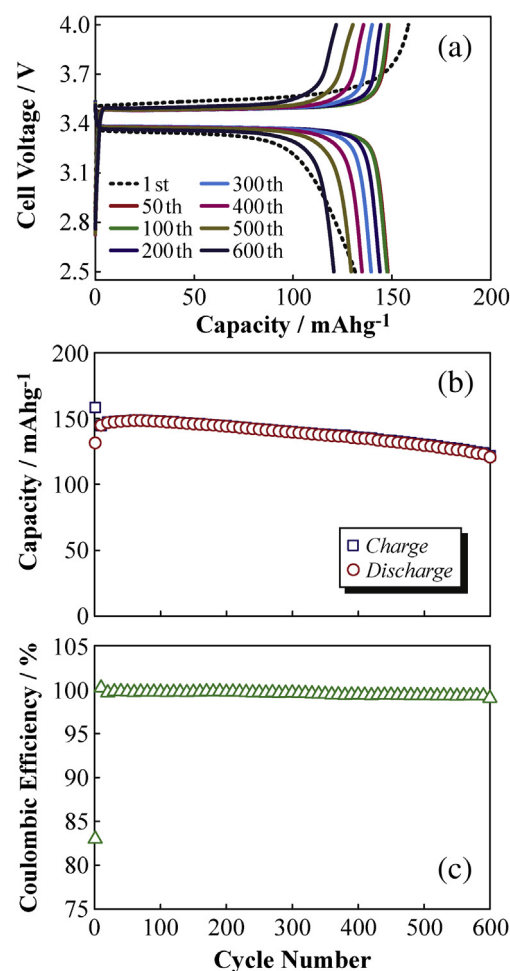 4.0
(a)
3.7
3.4
3.1
2.8
2.5
Cell Voltage / V
1st
300th
50th
400th
100th
500th
200th
600th
0
50
100
150
200
Capacity / mAhg-1
200
(b)
150
100
50
0
Capacity / mAhg-1
Charge
Discharge
105
100
95
90
85
80
75
Coulombic Efficiency / %
(c)
0
100
200
300
400
500
600
Cycle Number